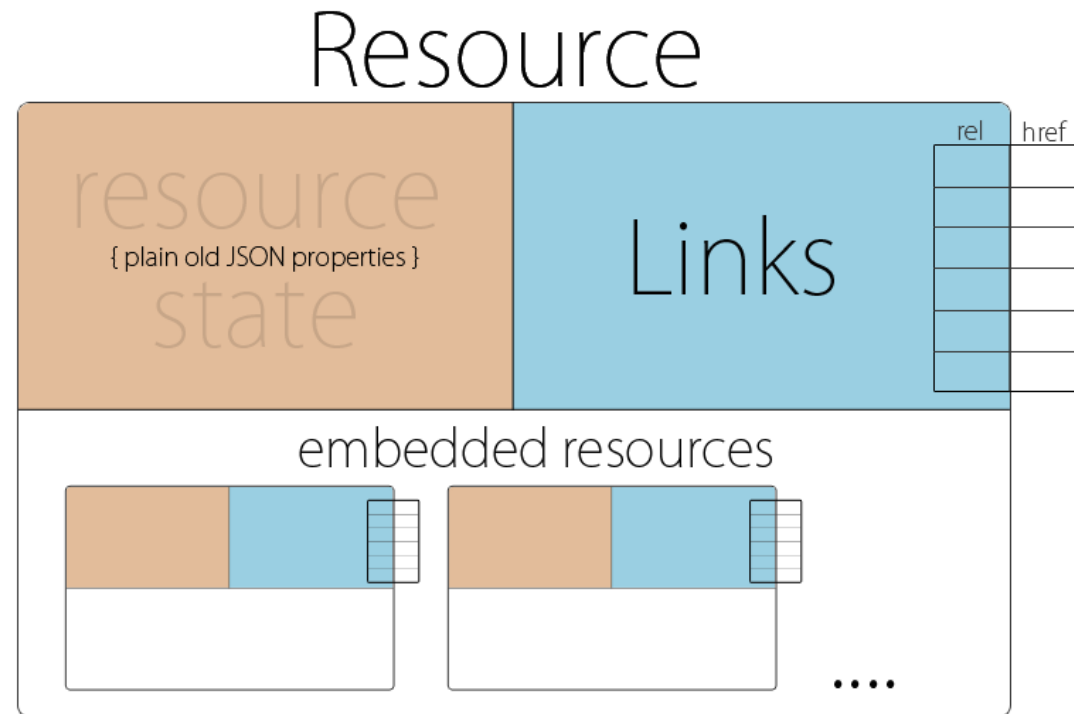 Resource
resource
{ plain old JSON properties }
state
Links
rel href
embedded resources
....